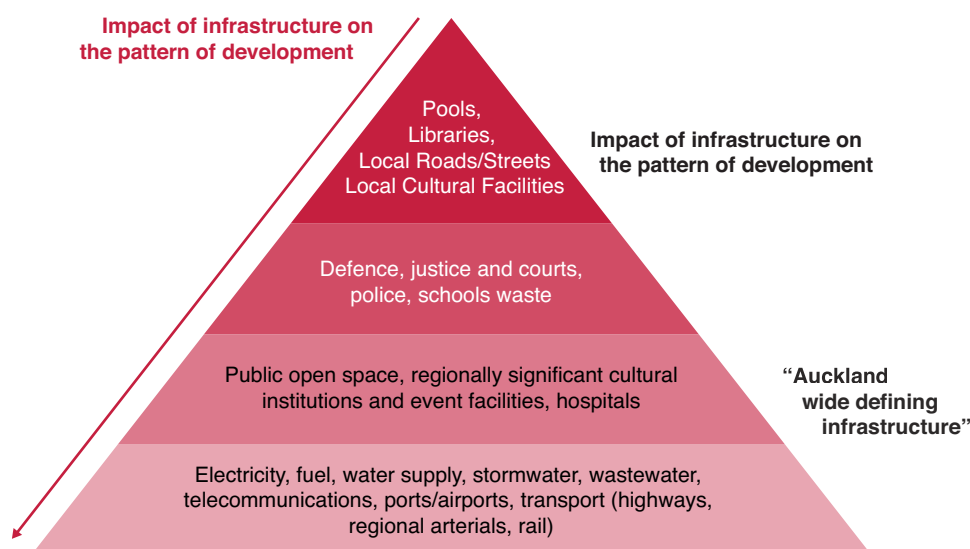 Impact of infrastructure on
the pattern of development
Pools,
Libraries,
Local Roads/Streets
Local Cultural Facilities
Impact of infrastructure on
the pattern of development
Defence, justice and courts,
police, schools waste
Public open space, regionally significant cultural
institutions and event facilities, hospitals
“Auckland
wide defining
infrastructure”
Electricity, fuel, water supply, stormwater, wastewater,
telecommunications, ports/airports, transport (highways,
regional arterials, rail)